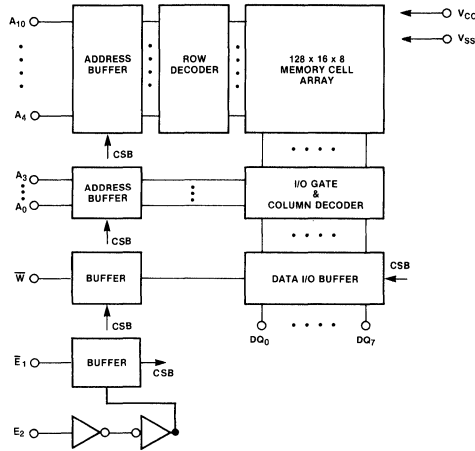 A10
ADDRESS
BUFFER
ROW
DECODER
128 x 16 x 8
MEMORY CELL
ARRAY
VCC
VSS
A4
CSB
A3
A0
ADDRESS
BUFFER
I/O GATE
&
COLUMN DECODER
CSB
W̅
BUFFER
DATA I/O BUFFER
CSB
CSB
DQ0
DQ7
E̅1
BUFFER
CSB
E2